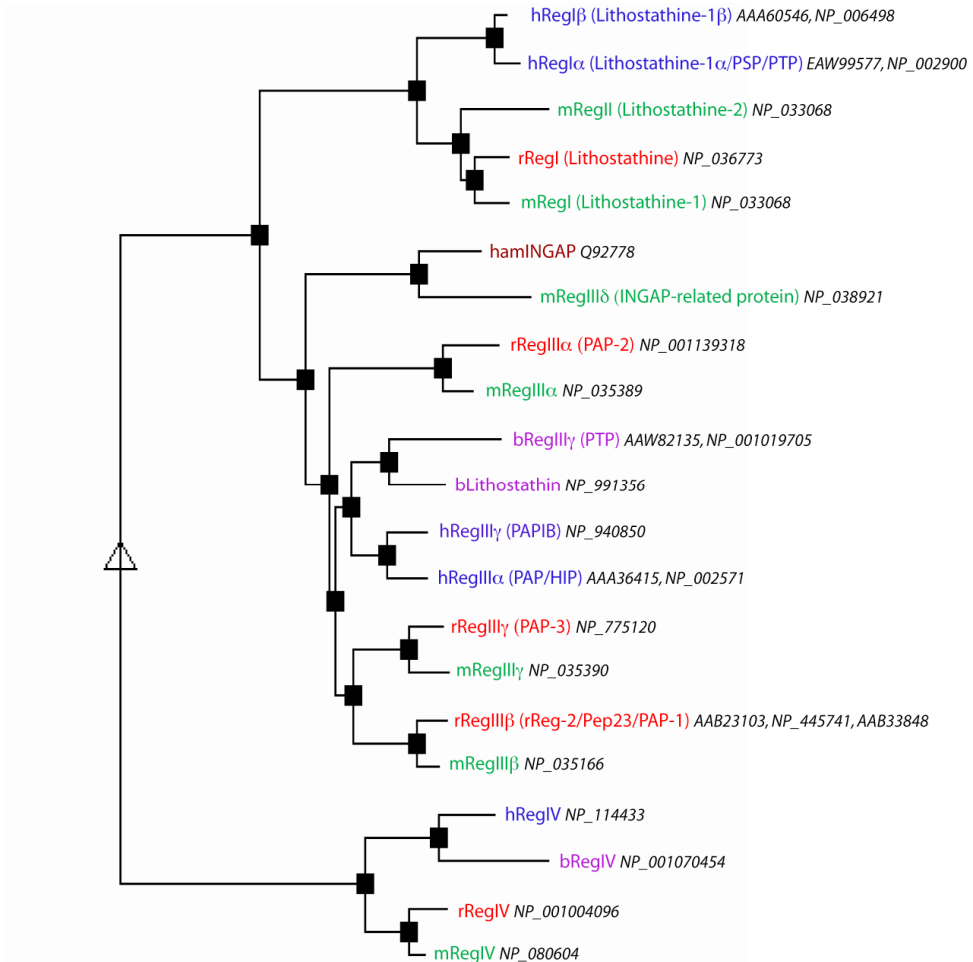 hRegIβ (Lithostathine-1β) AAA60546, NP_006498
hRegIα (Lithostathine-1α/PSP/PTP) EAW99577, NP_002900
mRegII (Lithostathine-2) NP_033068
rRegI (Lithostathine) NP_036773
mRegI (Lithostathine-1) NP_033068
hamINGAP Q92778
mRegIIIδ (INGAP-related protein) NP_038921
rRegIIIα (PAP-2) NP_001139318
mRegIIIα NP_035389
bRegIIIγ (PTP) AAW82135, NP_001019705
bLithostathin NP_991356
hRegIIIγ (PAPIB) NP_940850
hRegIIIα (PAP/HIP) AAA36415, NP_002571
rRegIIIγ (PAP-3) NP_775120
mRegIIIγ NP_035390
rRegIIIβ (rReg-2/Pep23/PAP-1) AAB23103, NP_445741, AAB33848
mRegIIIβ NP_035166
hRegIV NP_114433
bRegIV NP_001070454
rRegIV NP_001004096
mRegIV NP_080604